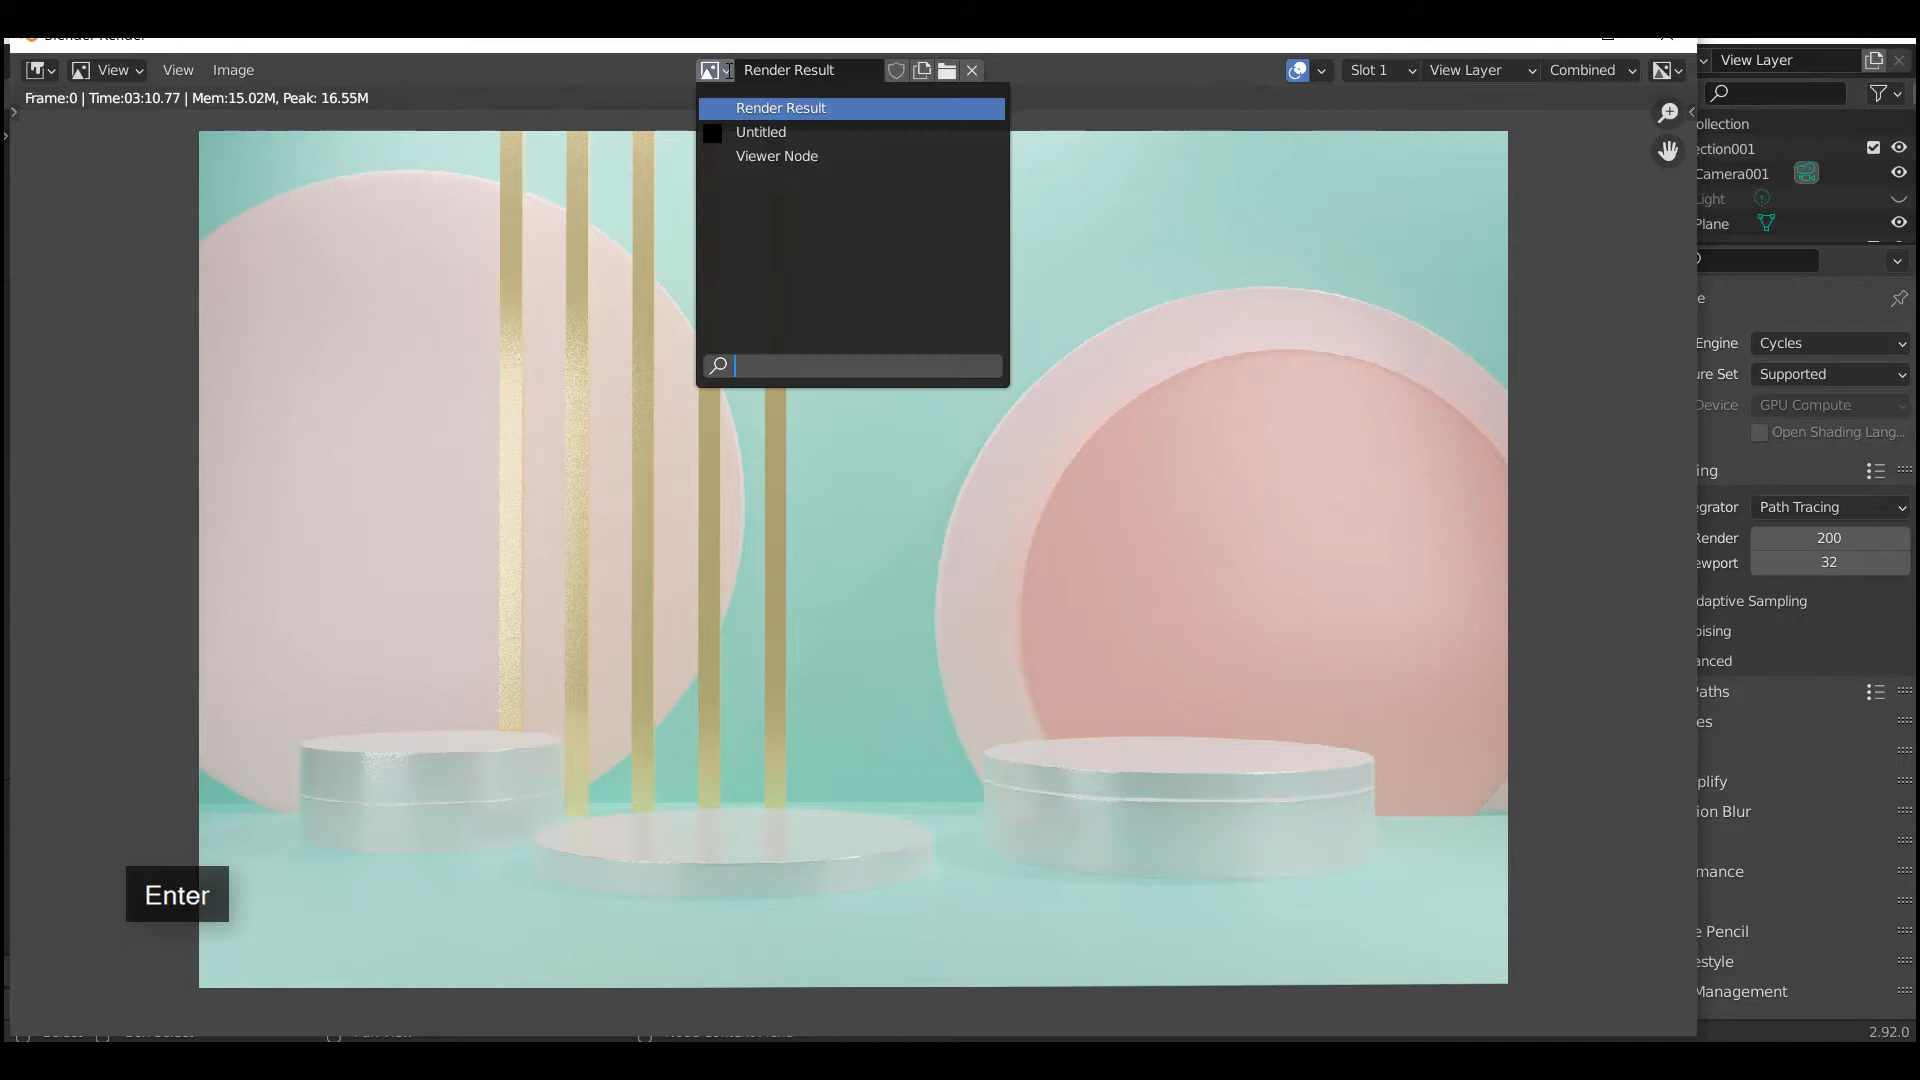 View
View
Image
Render Result
Slot 1
View Layer
Combined
View Layer
Frame:0 | Time:03:10.77 | Mem:15.02M, Peak: 16.55M
Render Result
Untitled
Viewer Node
ollection
ection001
Camera001
Light
Plane
e
Engine
Cycles
ure Set
Supported
Device
GPU Compute
Open Shading Lang...
ing
egrator
Path Tracing
Render
200
ewport
32
daptive Sampling
oising
anced
Paths
es
plify
ion Blur
mance
e Pencil
estyle
Management
Enter
2.92.0